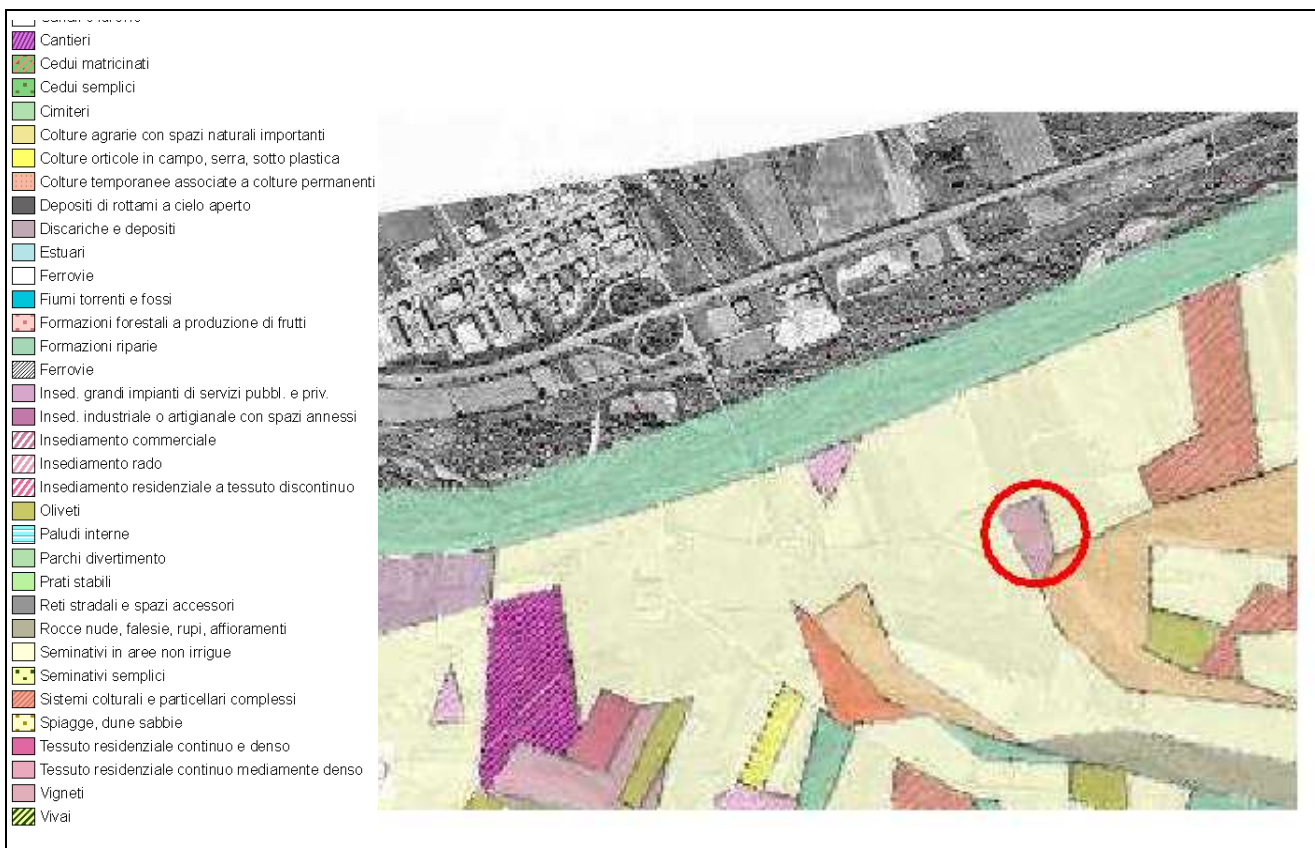 Cantieri
Cedui matricinati
Cedui semplici
Cimiteri
Colture agrarie con spazi naturali importanti
Colture orticole in campo, serra, sotto plastica
Colture temporanee associate a colture permanenti
Depositi di rottami a cielo aperto
Discariche e depositi
Estuari
Ferrovie
Fiumi torrenti e fossi
Formazioni forestali a produzione di frutti
Formazioni riparie
Ferrovie
Insed. grandi impianti di servizi pubbl. e priv.
Insed. industriale o artigianale con spazi annessi
Insediamento commerciale
Insediamento rado
Insediamento residenziale a tessuto discontinuo
Oliveti
Paludi interne
Parchi divertimento
Prati stabili
Reti stradali e spazi accessori
Rocce nude, falesie, rupi, affioramenti
Seminativi in aree non irrigue
Seminativi semplici
Sistemi colturali e particellari complessi
Spiagge, dune sabbie
Tessuto residenziale continuo e denso
Tessuto residenziale continuo mediamente denso
Vigneti
Vivai